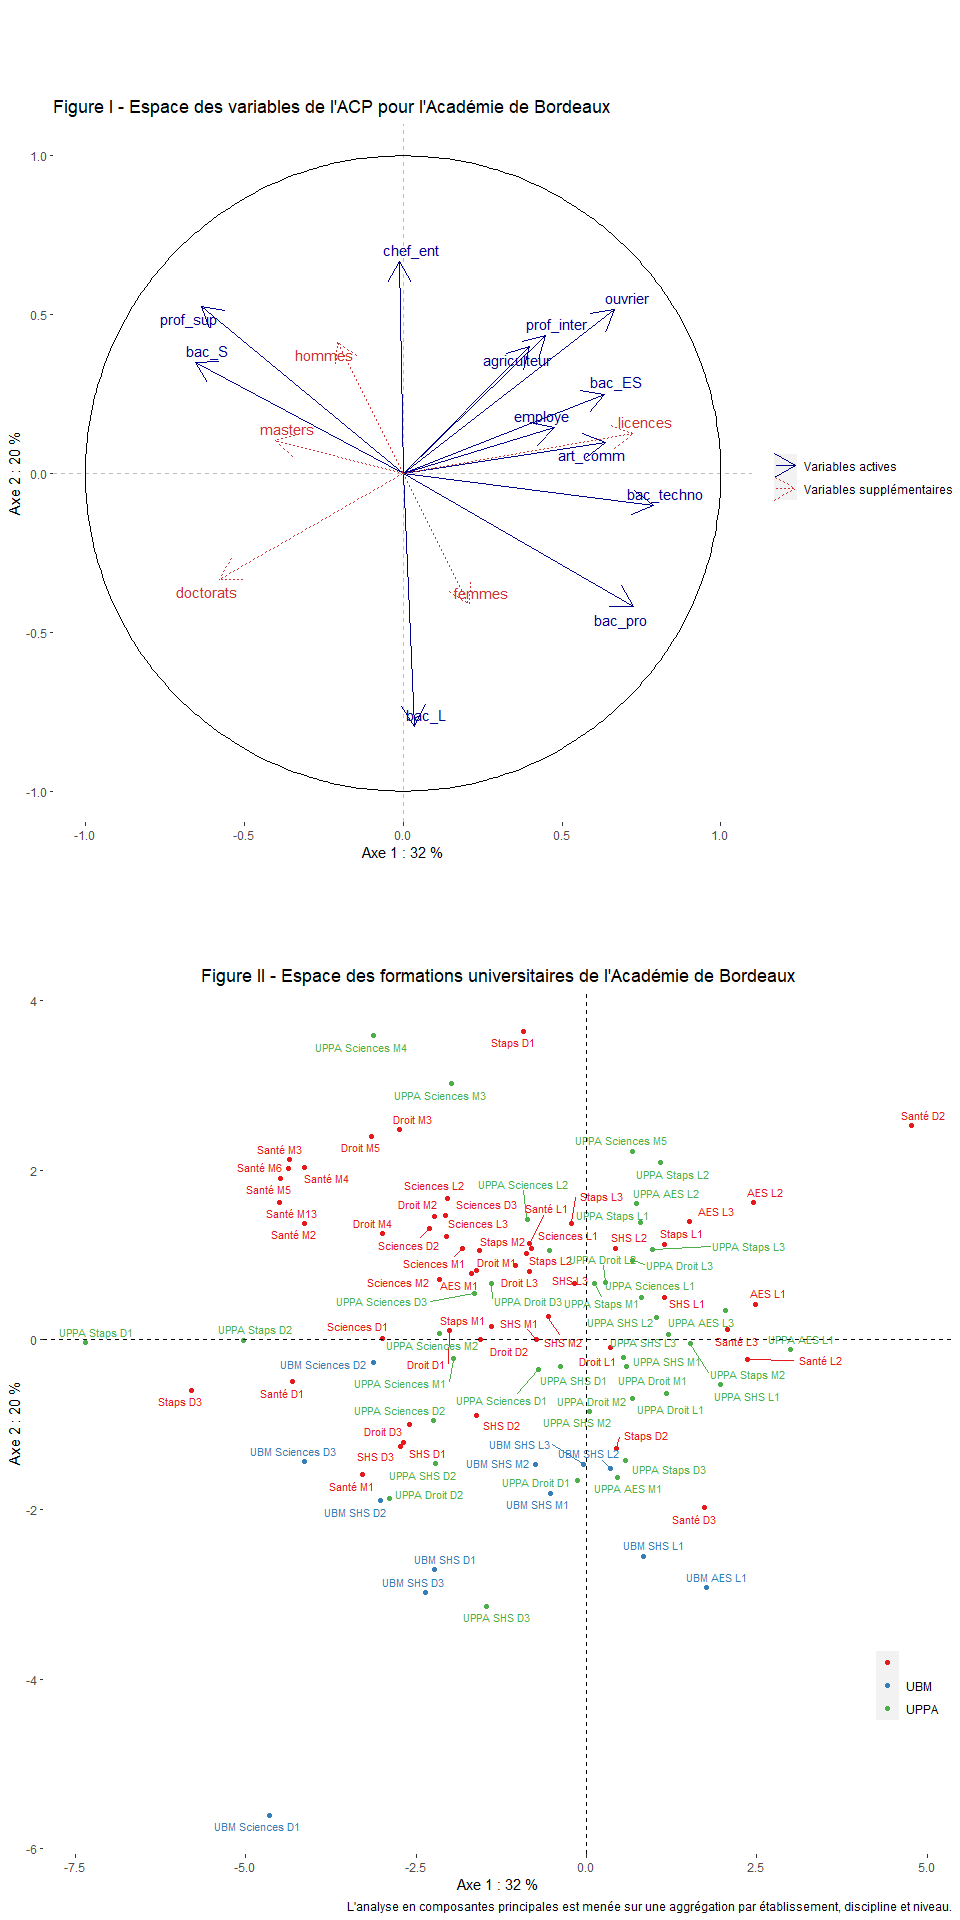 Figure I - Espace des variables de l'ACP pour l'Académie de Bordeaux
1.0
chef_ent
ouvrier
0.5
prof_sup
prof_inter
bac_S
hommes
agriculteur
bac_ES
employe
licences
masters
art_comm
Variables actives
0.0
bac_techno
Variables supplémentaires
Axe 2 : 20 %
doctorats
femmes
bac_pro
-0.5
bac_L
-1.0
-1.0 -0.5 0.0 0.5 1.0
Axe 1 : 32 %
Figure II - Espace des formations universitaires de l'Académie de Bordeaux
4
UPPA Sciences M4
Staps D1
UPPA Sciences M3
Droit M3
Santé D2
Droit M5
UPPA Sciences M5
Santé M3
Santé M6
2
Santé M4
UPPA Staps L2
Santé M5
Sciences L2
UPPA Sciences L2
UPPA AES L2
AES L2
Droit M2
Sciences D3
Staps L3
Santé M13
Santé L1
UPPA Staps L1
AES L3
Droit M4
Sciences L3
Santé M2
Sciences D2
Staps M2
Sciences L1
SHS L2
Staps L1
UPPA Staps L3
Sciences M1
Droit M1
Staps L2
UPPA Droit L2
UPPA Droit L3
Sciences M2
AES M1
Droit L3
SHS L3
UPPA Sciences L1
AES L1
UPPA Sciences D3
UPPA Droit D3
UPPA Staps M1
SHS L1
Staps M1
SHS M1
UPPA SHS L2
UPPA AES L3
Sciences D1
UPPA Staps D1
UPPA Staps D2
0
UPPA Sciences M2
Droit D2
SHS M2
UPPA SHS L3
Santé L3
UPPA AES L1
UBM Sciences D2
Droit D1
Droit L1
UPPA SHS M1
Santé L2
UPPA Sciences M1
UPPA SHS D1
UPPA Droit M1
UPPA Staps M2
Santé D1
Staps D3
UPPA Sciences D1
UPPA Droit M2
UPPA SHS L1
UPPA Sciences D2
UPPA Droit L1
UPPA SHS M2
Droit D3
SHS D2
Staps D2
UBM Sciences D3
SHS D3
SHS D1
UBM SHS L3
UBM SHS L2
UBM SHS M2
UPPA SHS D2
UPPA Staps D3
Santé M1
UPPA Droit D1
UPPA AES M1
UPPA Droit D2
UBM SHS M1
-2
UBM SHS D2
Santé D3
UBM SHS L1
UBM SHS D1
UBM AES L1
UBM SHS D3
UPPA SHS D3
Axe 2 : 20 %
-4
UBM
UPPA
UBM Sciences D1
-6
-7.5 -5.0 -2.5 0.0 2.5 5.0
Axe 1 : 32 %
L'analyse en composantes principales est menée sur une aggrégation par établissement, discipline et niveau.